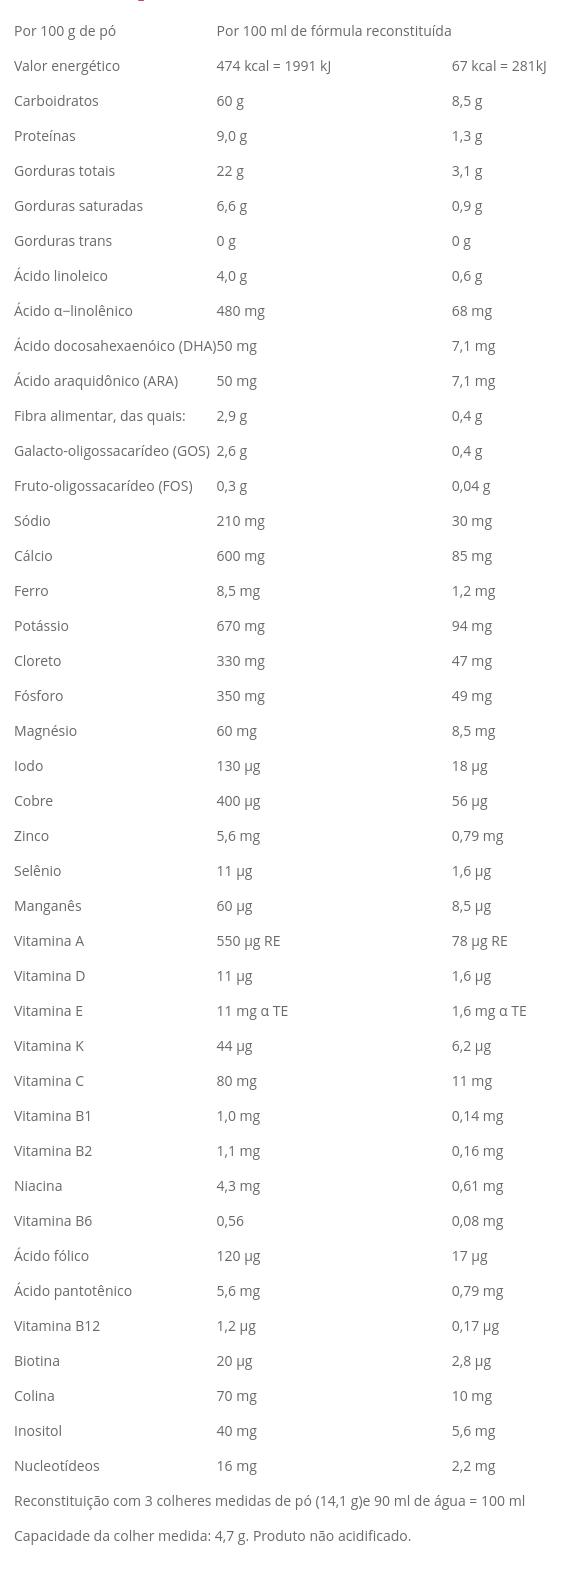 Por 100 g de pó Por 100 ml de fórmula reconstituída
Valor energético 474 kcal = 1991 kJ 67 kcal = 281kJ
Carboidratos 60 g 8,5 g
Proteínas 9,0 g 1,3 g
Gorduras totais 22 g 3,1 g
Gorduras saturadas 6,6 g 0,9 g
Gorduras trans 0 g 0 g
Ácido linoleico 4,0 g 0,6 g
Ácido α−linolênico 480 mg 68 mg
Ácido docosahexaenóico (DHA) 50 mg 7,1 mg
Ácido araquidônico (ARA) 50 mg 7,1 mg
Fibra alimentar, das quais: 2,9 g 0,4 g
Galacto-oligossacarídeo (GOS) 2,6 g 0,4 g
Fruto-oligossacarídeo (FOS) 0,3 g 0,04 g
Sódio 210 mg 30 mg
Cálcio 600 mg 85 mg
Ferro 8,5 mg 1,2 mg
Potássio 670 mg 94 mg
Cloreto 330 mg 47 mg
Fósforo 350 mg 49 mg
Magnésio 60 mg 8,5 mg
Iodo 130 µg 18 µg
Cobre 400 µg 56 µg
Zinco 5,6 mg 0,79 mg
Selênio 11 µg 1,6 µg
Manganês 60 µg 8,5 µg
Vitamina A 550 µg RE 78 µg RE
Vitamina D 11 µg 1,6 µg
Vitamina E 11 mg α TE 1,6 mg α TE
Vitamina K 44 µg 6,2 µg
Vitamina C 80 mg 11 mg
Vitamina B1 1,0 mg 0,14 mg
Vitamina B2 1,1 mg 0,16 mg
Niacina 4,3 mg 0,61 mg
Vitamina B6 0,56 0,08 mg
Ácido fólico 120 µg 17 µg
Ácido pantotênico 5,6 mg 0,79 mg
Vitamina B12 1,2 µg 0,17 µg
Biotina 20 µg 2,8 µg
Colina 70 mg 10 mg
Inositol 40 mg 5,6 mg
Nucleotídeos 16 mg 2,2 mg
Reconstituição com 3 colheres medidas de pó (14,1 g)e 90 ml de água = 100 ml
Capacidade da colher medida: 4,7 g. Produto não acidificado.